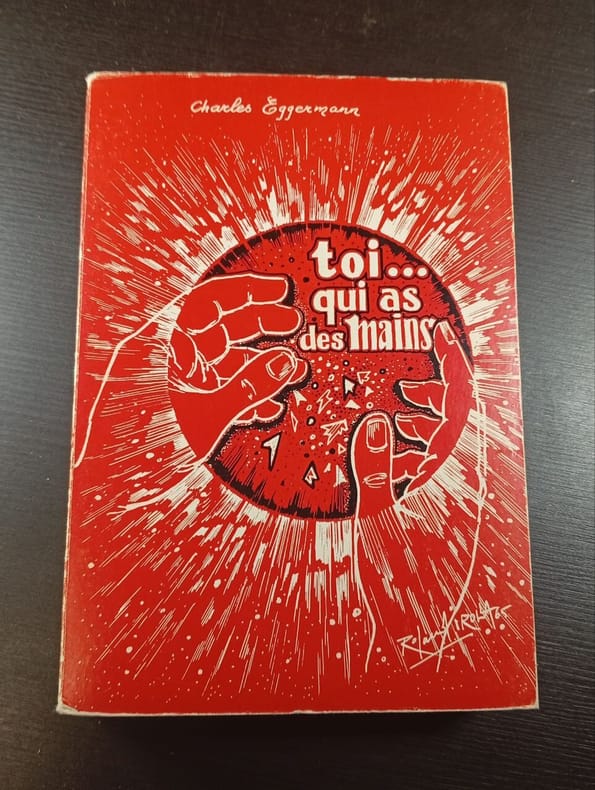 Charles Eggermann
toi...
qui as
des mains